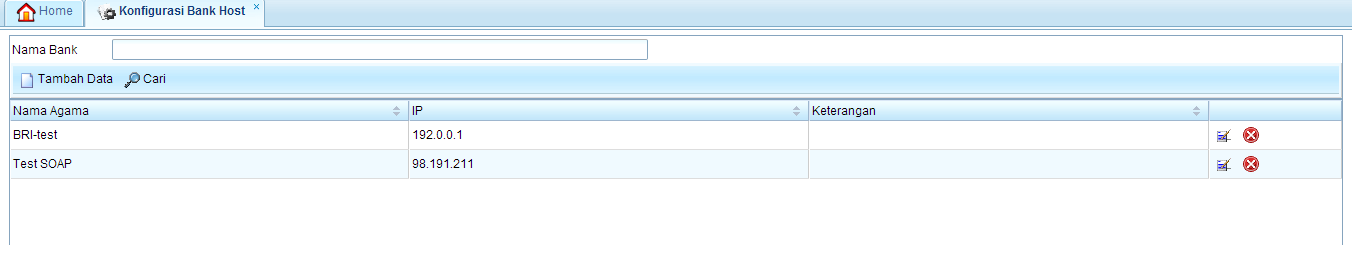 Home Konfigurasi Bank Host
Nama Bank
Tambah Data Cari
Nama Agama IP Keterangan
BRI-test 192.0.0.1
Test SOAP 98.191.211